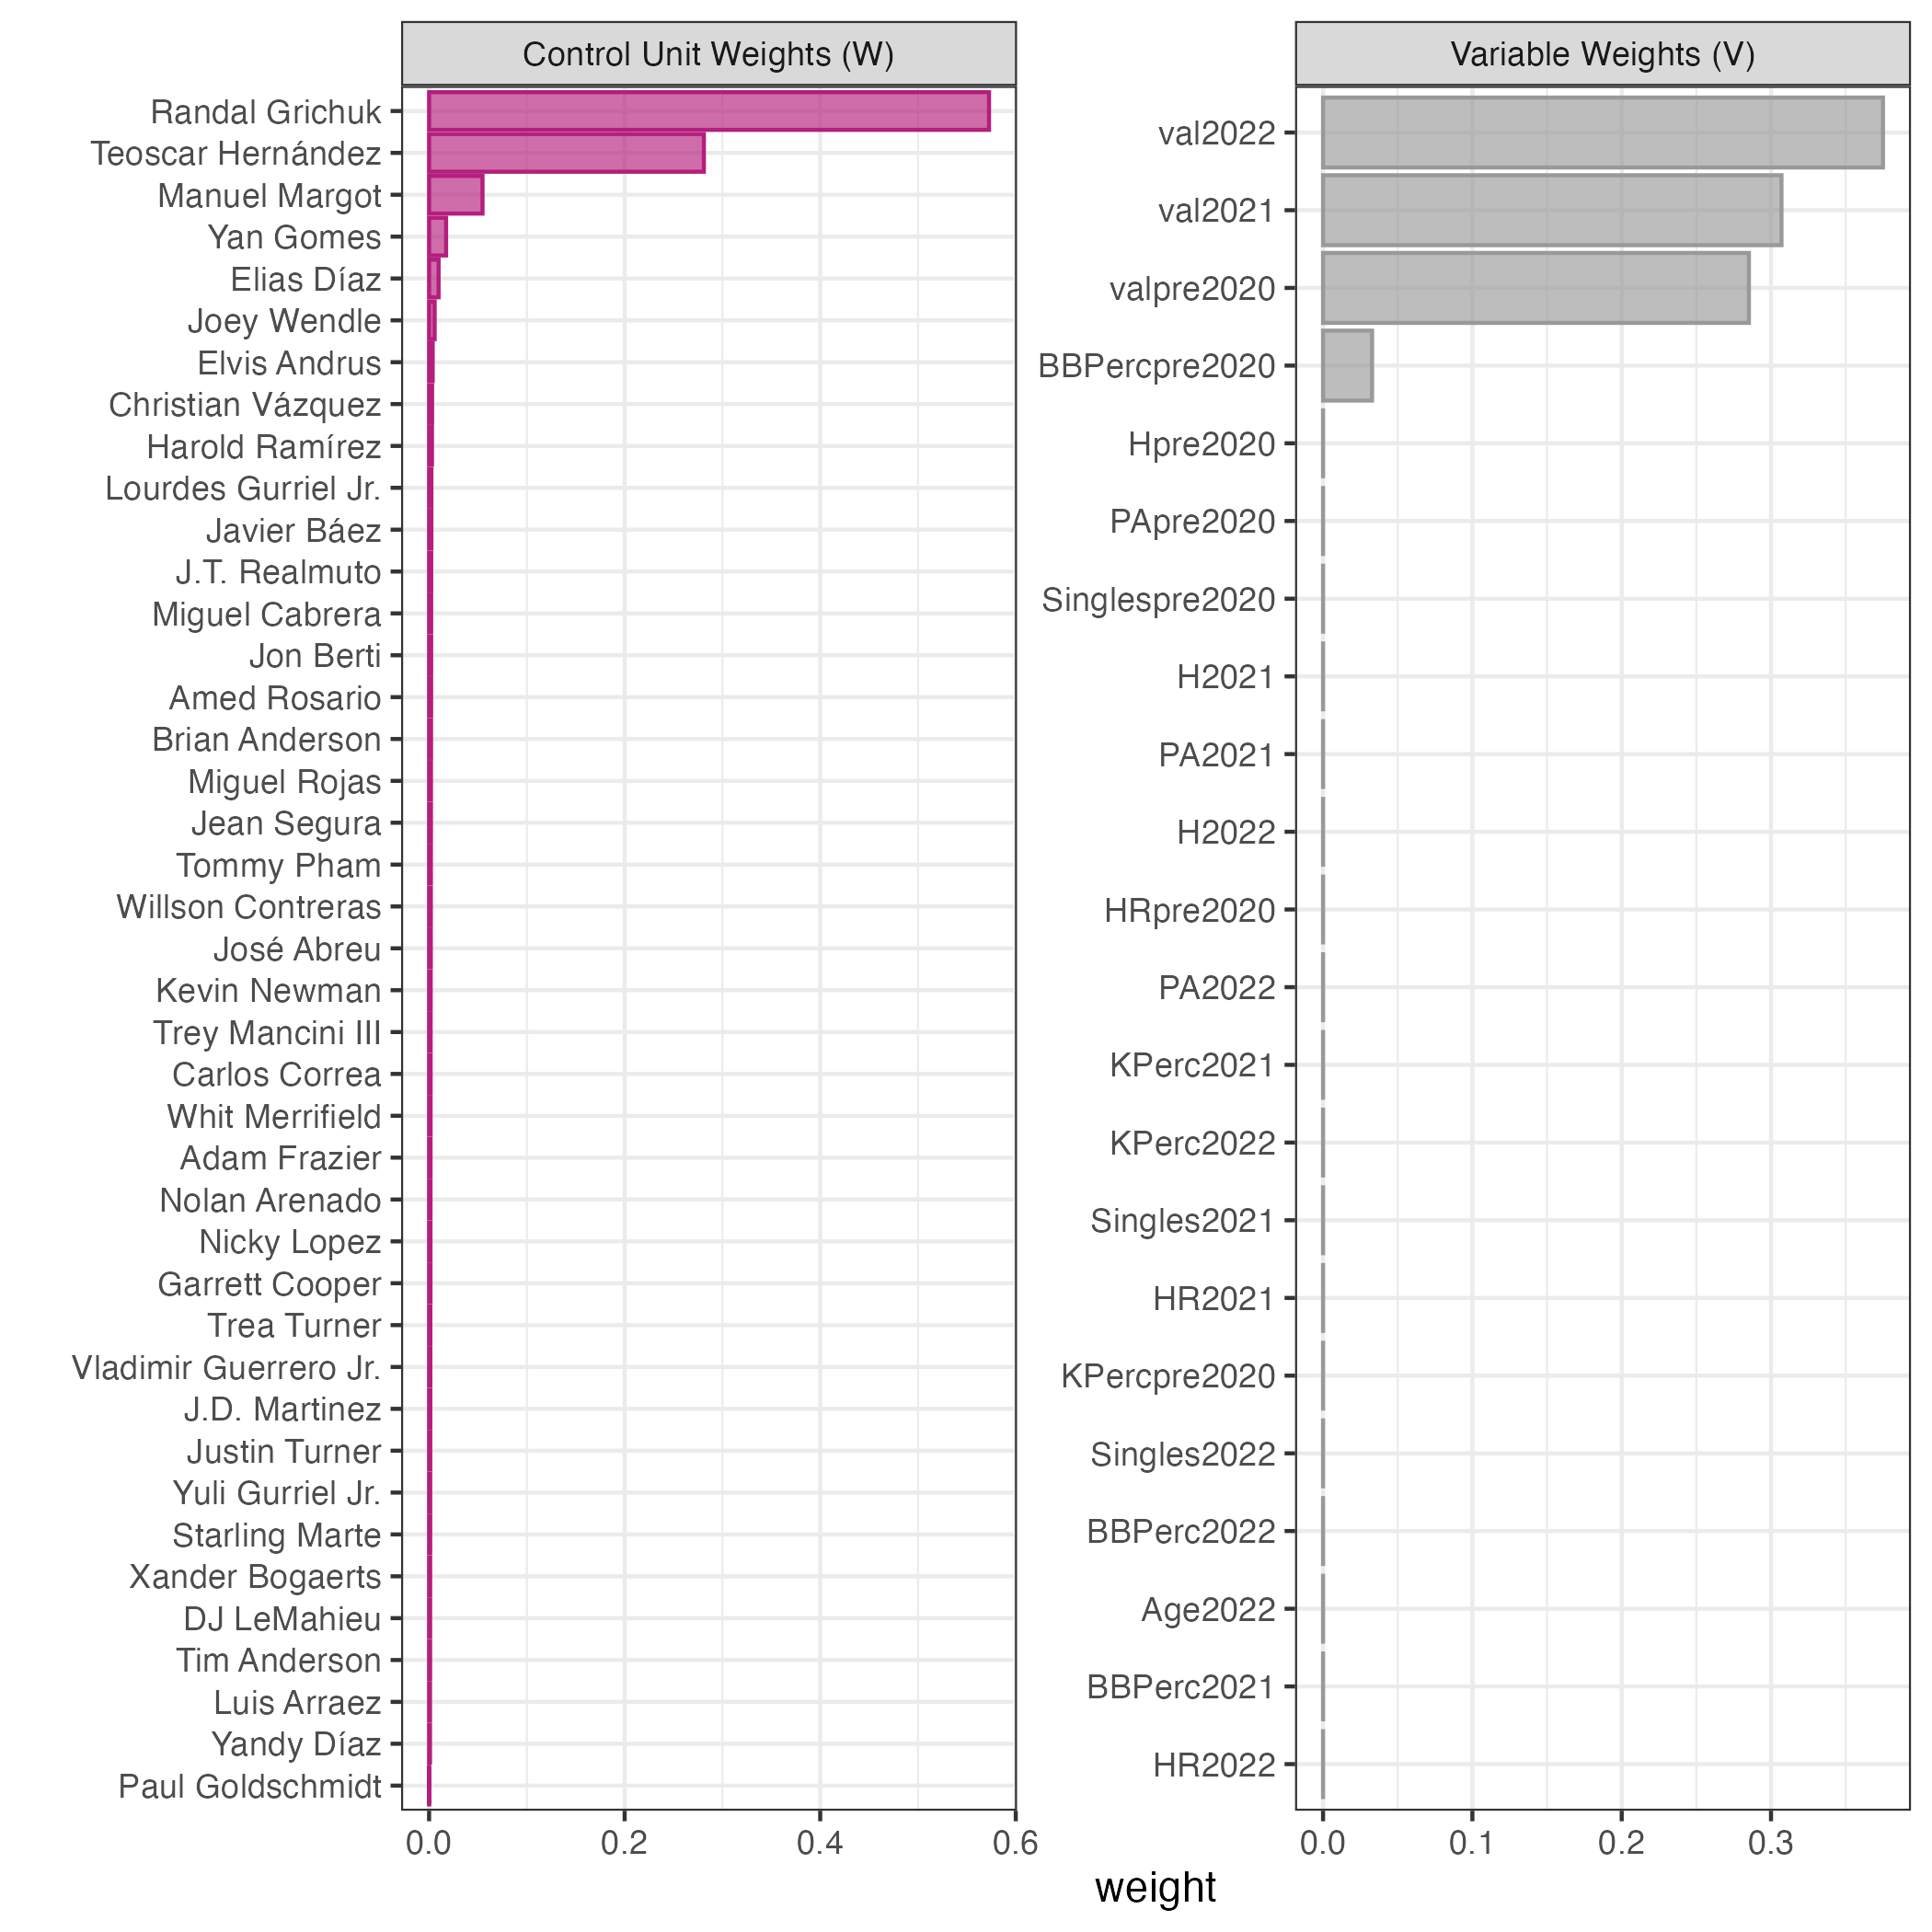 Control Unit Weights (W)
Randal Grichuk
Teoscar Hernández
Manuel Margot
Yan Gomes
Elias Díaz
Joey Wendle
Elvis Andrus
Christian Vázquez
Harold Ramírez
Lourdes Gurriel Jr.
Javier Báez
J.T. Realmuto
Miguel Cabrera
Jon Berti
Amed Rosario
Brian Anderson
Miguel Rojas
Jean Segura
Tommy Pham
Willson Contreras
José Abreu
Kevin Newman
Trey Mancini III
Carlos Correa
Whit Merrifield
Adam Frazier
Nolan Arenado
Nicky Lopez
Garrett Cooper
Trea Turner
Vladimir Guerrero Jr.
J.D. Martinez
Justin Turner
Yuli Gurriel Jr.
Starling Marte
Xander Bogaerts
DJ LeMahieu
Tim Anderson
Luis Arraez
Yandy Díaz
Paul Goldschmidt
0.0 0.2 0.4 0.6
Variable Weights (V)
val2022
val2021
valpre2020
BBPercpre2020
Hpre2020
PApre2020
Singlespre2020
H2021
PA2021
H2022
HRpre2020
PA2022
KPerc2021
KPerc2022
Singles2021
HR2021
KPercpre2020
Singles2022
BBPerc2022
Age2022
BBPerc2021
HR2022
0.0 0.1 0.2 0.3
weight